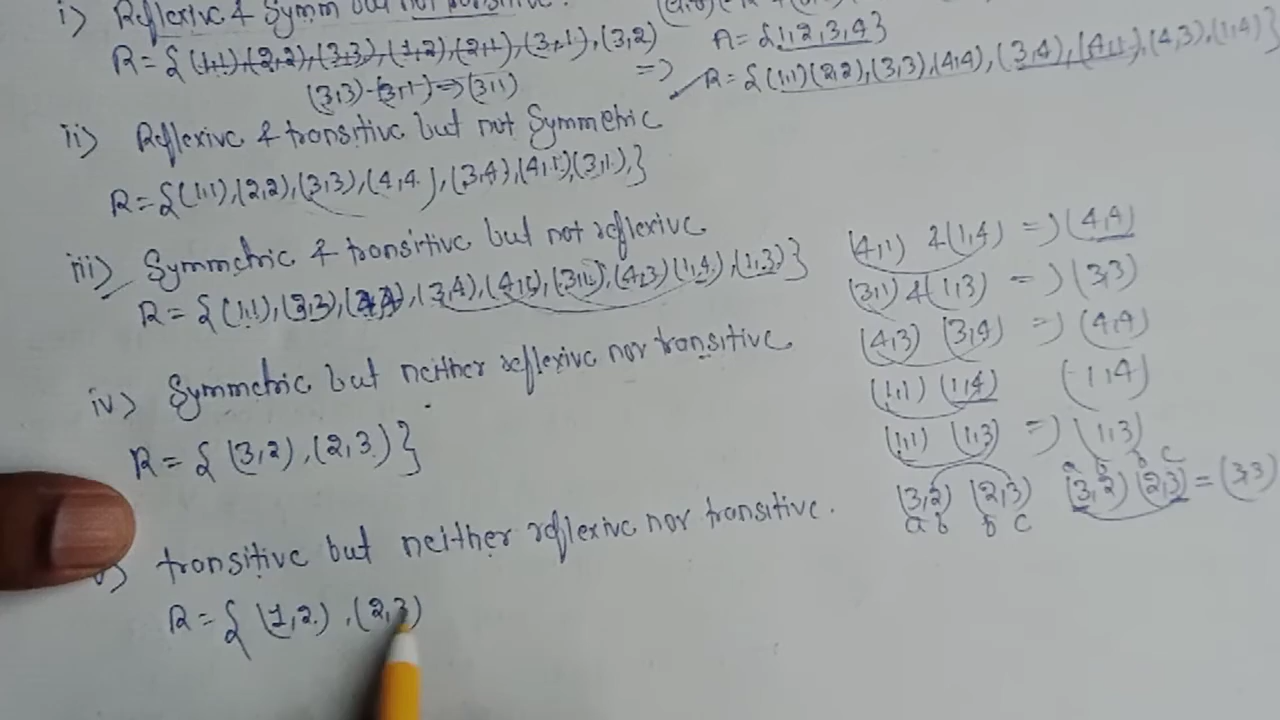 i) Reflexive & Symm but not
R = {(1,1),(2,2),(3,3),(1,2),(2,1),(3,1),(3,2)
(3,3)-(3,1) => (3,1)
A = {1,2,3,4}
=> R = {(1,1)(2,2),(3,3),(4,4),(3,4),(4,1),(4,3),(1,4)}
ii) Reflexive & transitive but not Symmetric
R = {(1,1),(2,2),(3,3),(4,4),(3,4),(4,1)(3,1),}
iii) Symmetric & transitive but not reflexive
R = {(1,1),(3,3),(4,4),(3,4),(4,1),(3,1),(4,3)(1,4),(1,3)}
(4,1) & (1,4) => (4,4)
(3,1) & (1,3) => (3,3)
(4,3) (3,4) => (4,4)
(1,1) (1,4) (1,4)
(1,1) (1,3) => (1,3)
iv) Symmetric but neither reflexive nor transitive
R = { (3,2),(2,3)}
(3,2) (2,3) (3,2)(2,3) = (3,3)
a b b c
a b b c
v) transitive but neither reflexive nor transitive.
R = { (1,2),(2,3)